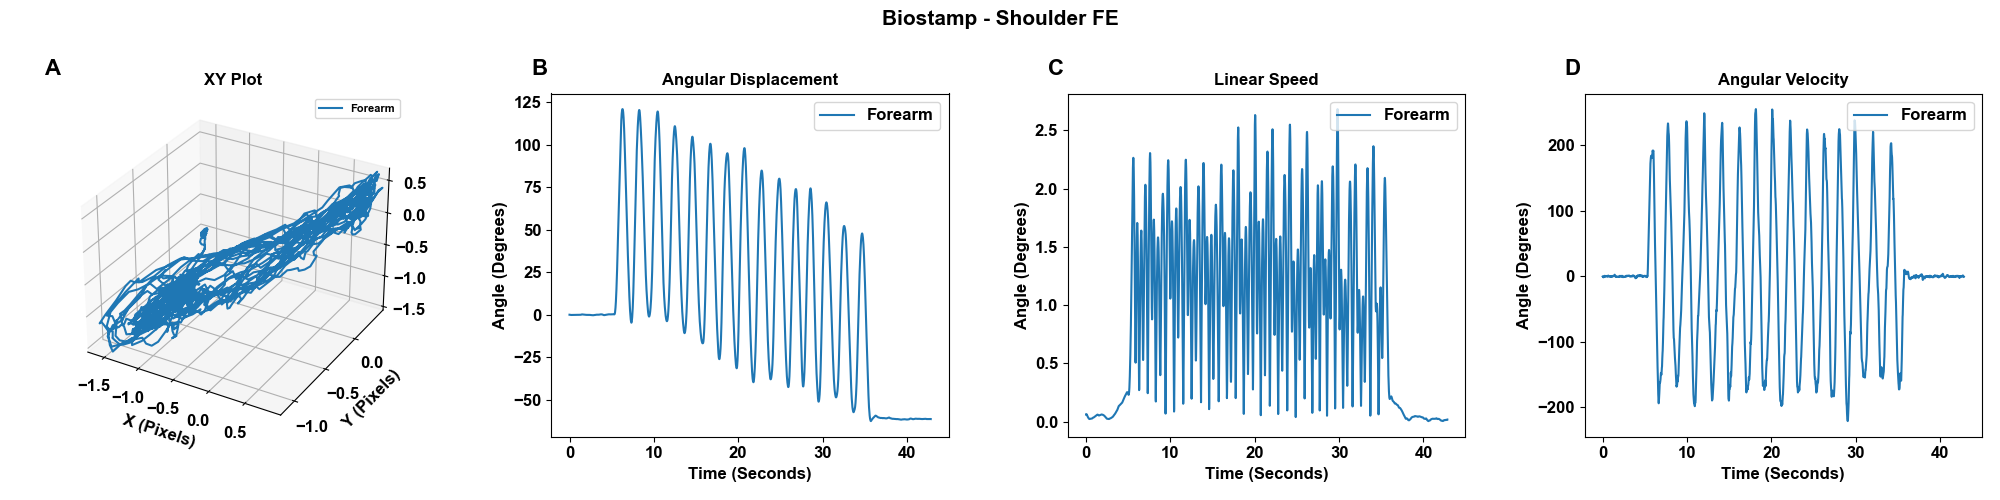 Biostamp - Shoulder FE
A
XY Plot
Forearm
0.5
0.0
−0.5
−1.0
−1.5
−1.5
−1.0
−0.5
0.0
0.5
X (Pixels)
−1.0
−0.5
0.0
Y (Pixels)
B
Angular Displacement
Forearm
125
100
75
50
25
0
−25
−50
Angle (Degrees)
0 10 20 30 40
Time (Seconds)
C
Linear Speed
Forearm
2.5
2.0
1.5
1.0
0.5
0.0
Angle (Degrees)
0 10 20 30 40
Time (Seconds)
D
Angular Velocity
Forearm
200
100
0
−100
−200
Angle (Degrees)
0 10 20 30 40
Time (Seconds)